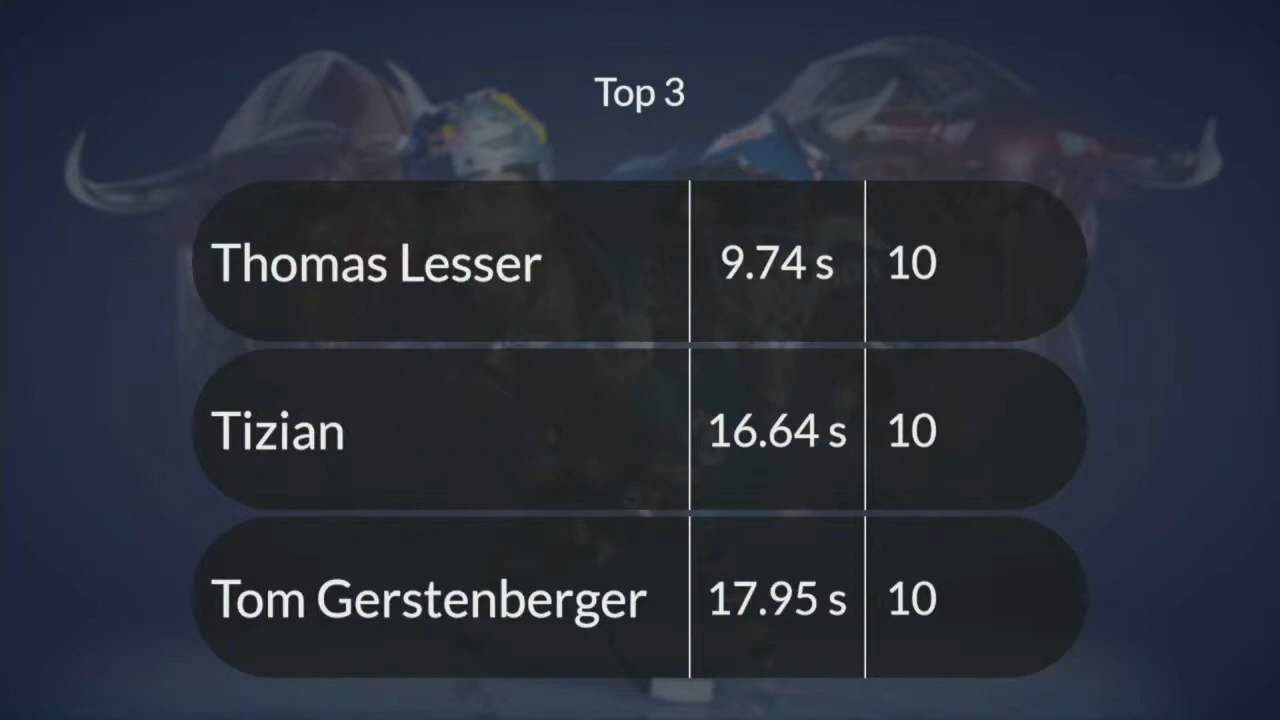 Top 3
Thomas Lesser 9.74 s 10
Tizian 16.64 s 10
Tom Gerstenberger 17.95 s 10